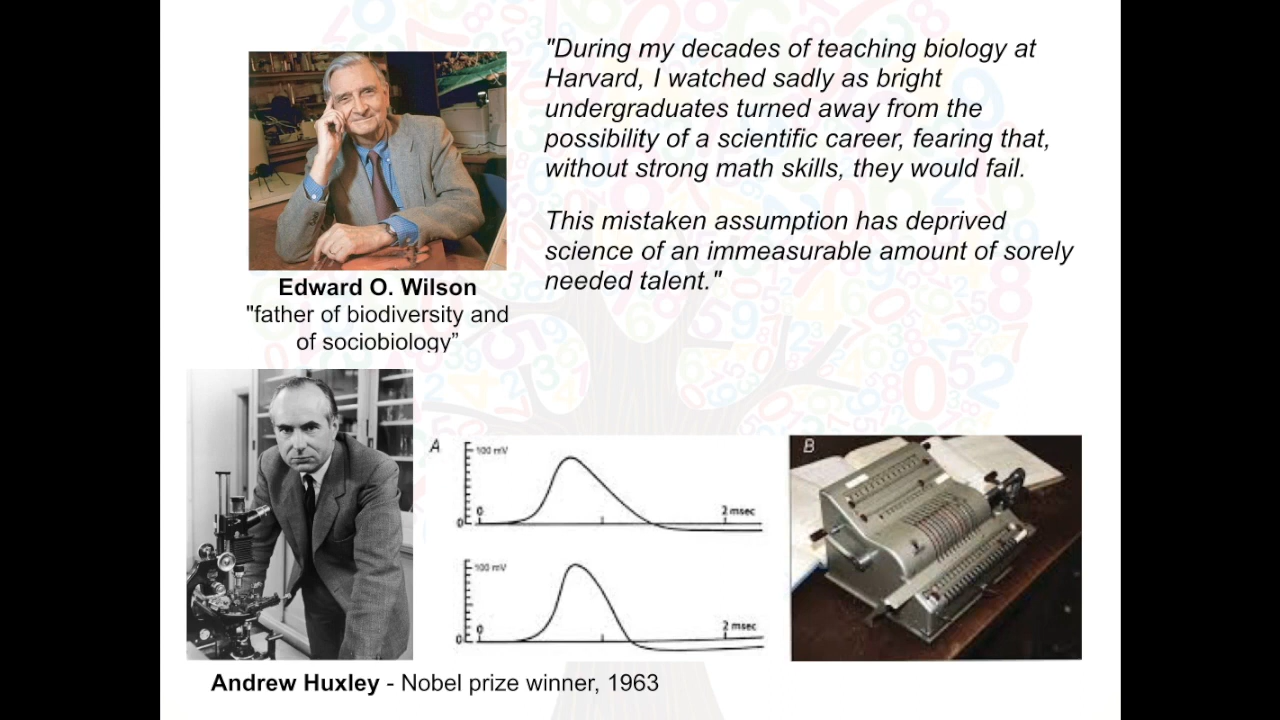 "During my decades of teaching biology at
Harvard, I watched sadly as bright
undergraduates turned away from the
possibility of a scientific career, fearing that,
without strong math skills, they would fail.
This mistaken assumption has deprived
science of an immeasurable amount of sorely
needed talent."
Edward O. Wilson
"father of biodiversity and
of sociobiology”
A
100 mV
0
0
2 msec
100 mV
0
0
2 msec
B
Andrew Huxley - Nobel prize winner, 1963